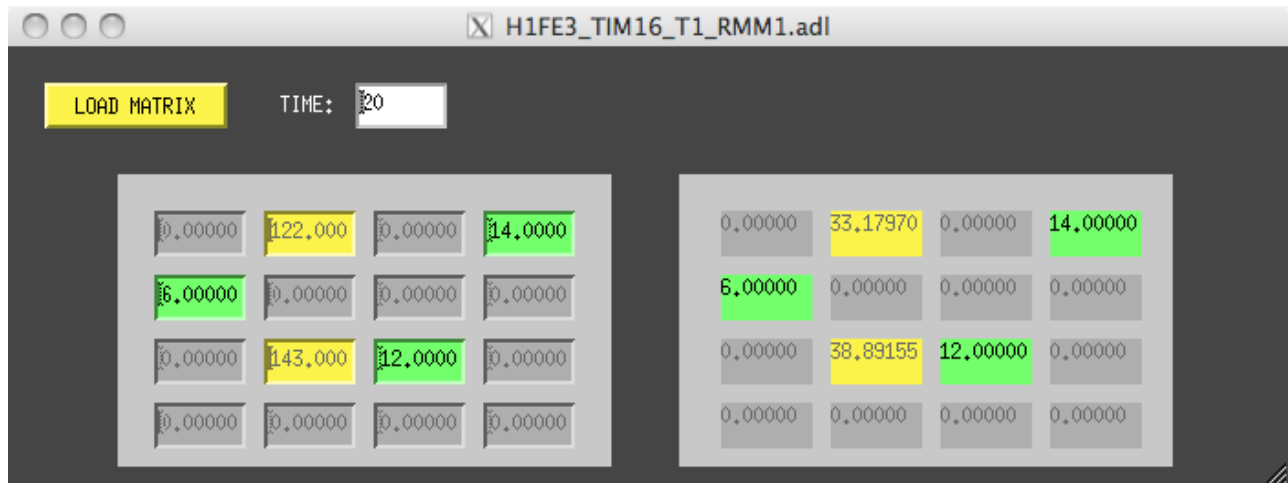 H1FE3_TIM16_T1_RMM1.adl
LOAD MATRIX TIME: 20
0.00000 122.000 0.00000 14.0000 0.00000 33.17970 0.00000 14.00000
6.00000 0.00000 0.00000 0.00000 6.00000 0.00000 0.00000 0.00000
0.00000 143.000 12.0000 0.00000 0.00000 38.89155 12.00000 0.00000
0.00000 0.00000 0.00000 0.00000 0.00000 0.00000 0.00000 0.00000